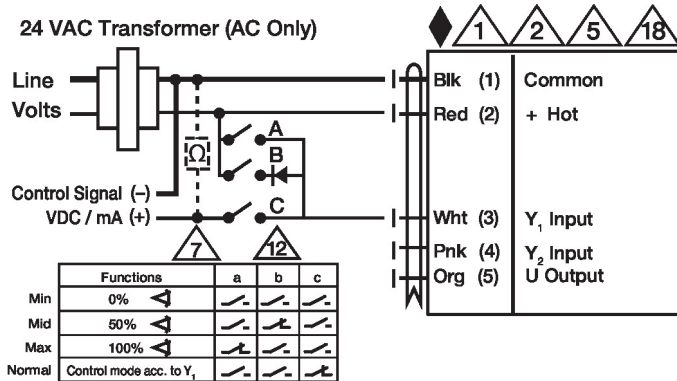 24 VAC Transformer (AC Only)
1 2 5 18
Line
Volts
Blk (1) Common
Red (2) + Hot
A
Ω
B
Control Signal (–)
VDC / mA (+)
C
Wht (3) Y1 Input
Pnk (4) Y2 Input
Org (5) U Output
7
12
Functions a b c
Min 0%
Mid 50%
Max 100%
Normal Control mode acc. to Y1